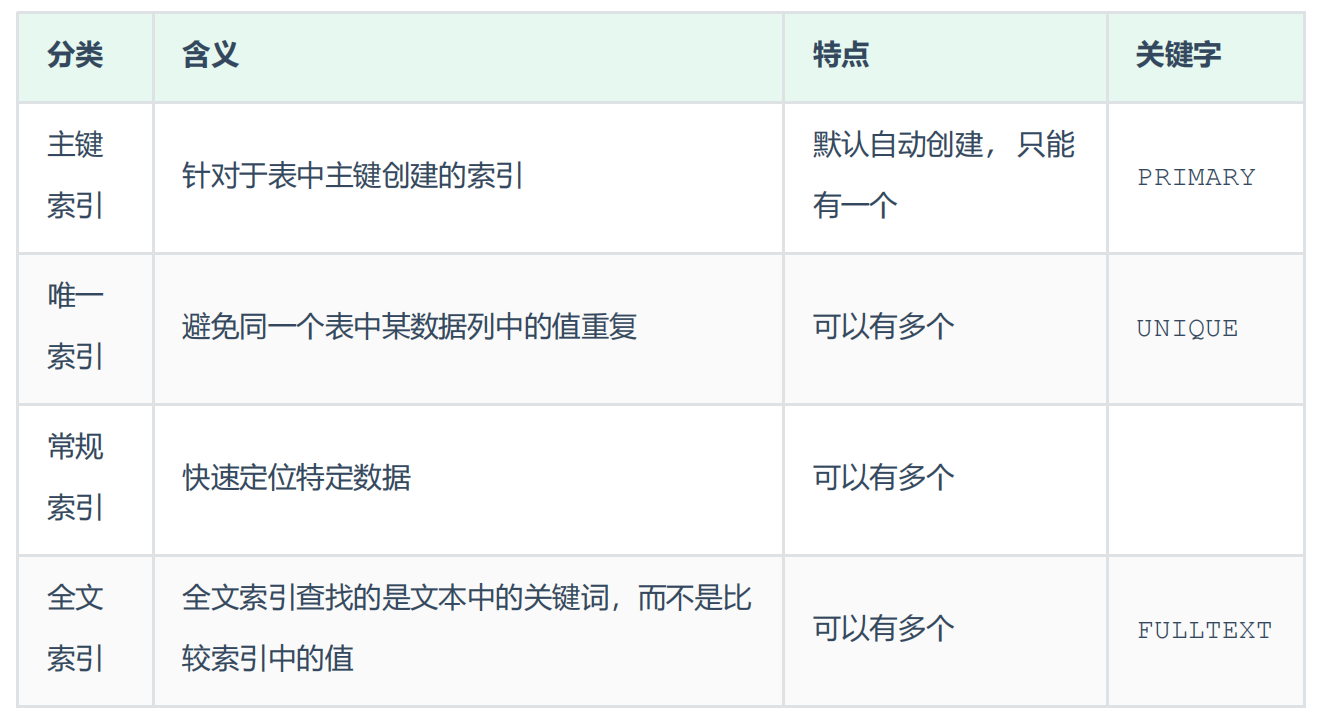 分类 含义 特点 关键字
主键
索引
针对于表中主键创建的索引
默认自动创建， 只能
有一个
PRIMARY
唯一
索引
避免同一个表中某数据列中的值重复
可以有多个
UNIQUE
常规
索引
快速定位特定数据
可以有多个
全文
索引
全文索引查找的是文本中的关键词，而不是比
较索引中的值
可以有多个
FULLTEXT